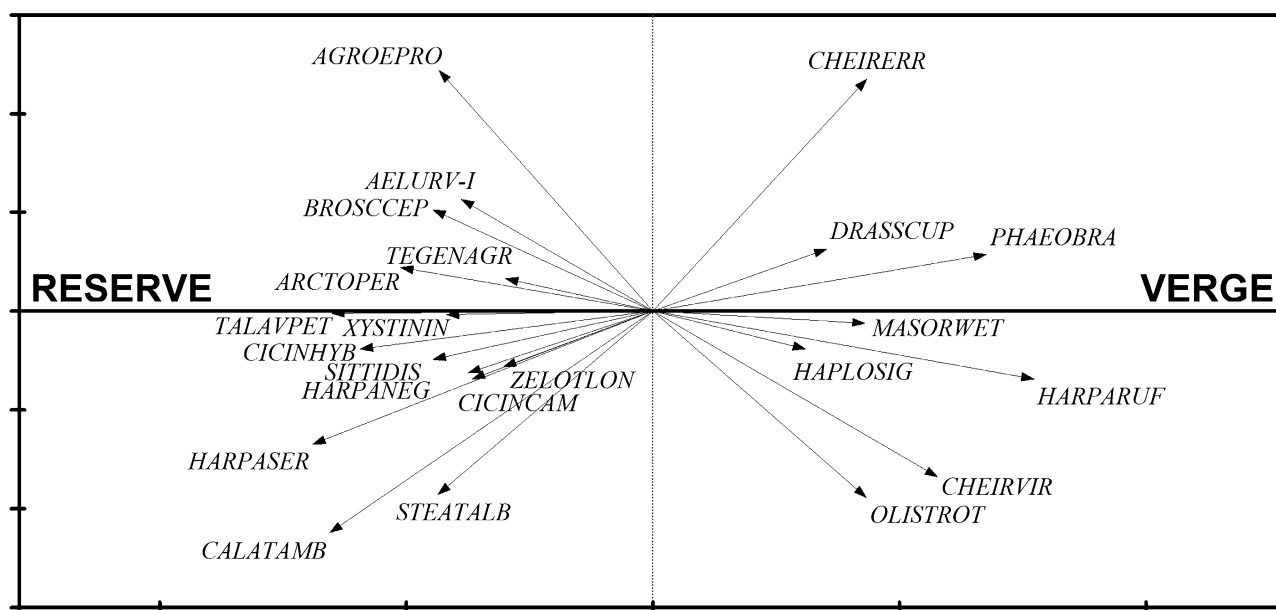 AGROEPRO
CHEIRERR
AELURV-I
BROSCCEP
DRASSCUP
PHAEOBRA
TEGENAGR
ARCTOPER
RESERVE
VERGE
TALAVPET
XYSTININ
MASORWET
CICINHYB
SITTIDIS
HAPLOSIG
ZELOTLON
HARPANEG
HARPARUF
CICINCAM
HARPASER
CHEIRVIR
STEATALB
OLISTROT
CALATAMB